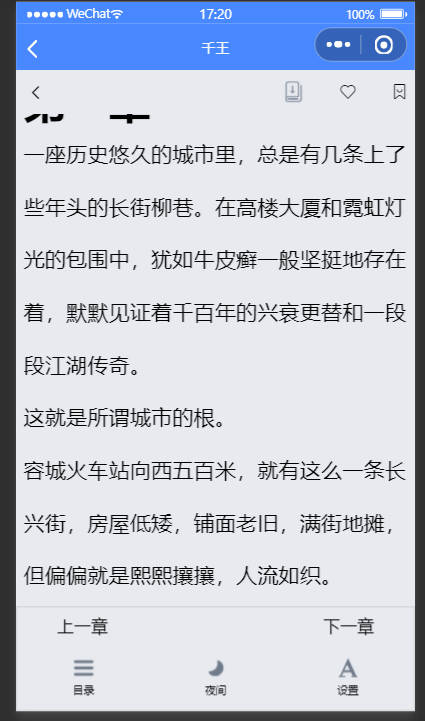 WeChat 17:20 100%
千王
一座历史悠久的城市里，总是有几条上了
些年头的长街柳巷。在高楼大厦和霓虹灯
光的包围中，犹如牛皮癣一般坚挺地存在
着，默默见证着千百年的兴衰更替和一段
段江湖传奇。
这就是所谓城市的根。
容城火车站向西五百米，就有这么一条长
兴街，房屋低矮，铺面老旧，满街地摊，
但偏偏就是熙熙攘攘，人流如织。
上一章 下一章
目录 夜间 设置
A